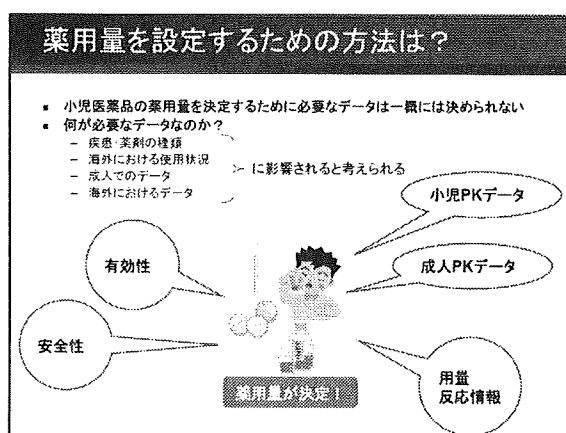 薬用量を設定するための方法は？
▪ 小児医薬品の薬用量を決定するために必要なデータは一概には決められない
▪ 何が必要なデータなのか？
– 疾患・薬剤の種類
– 海外における使用状況
– 成人でのデータ
– 海外におけるデータ
に影響されると考えられる
小児PKデータ
有効性
成人PKデータ
安全性
用量
反応情報
薬用量が決定！